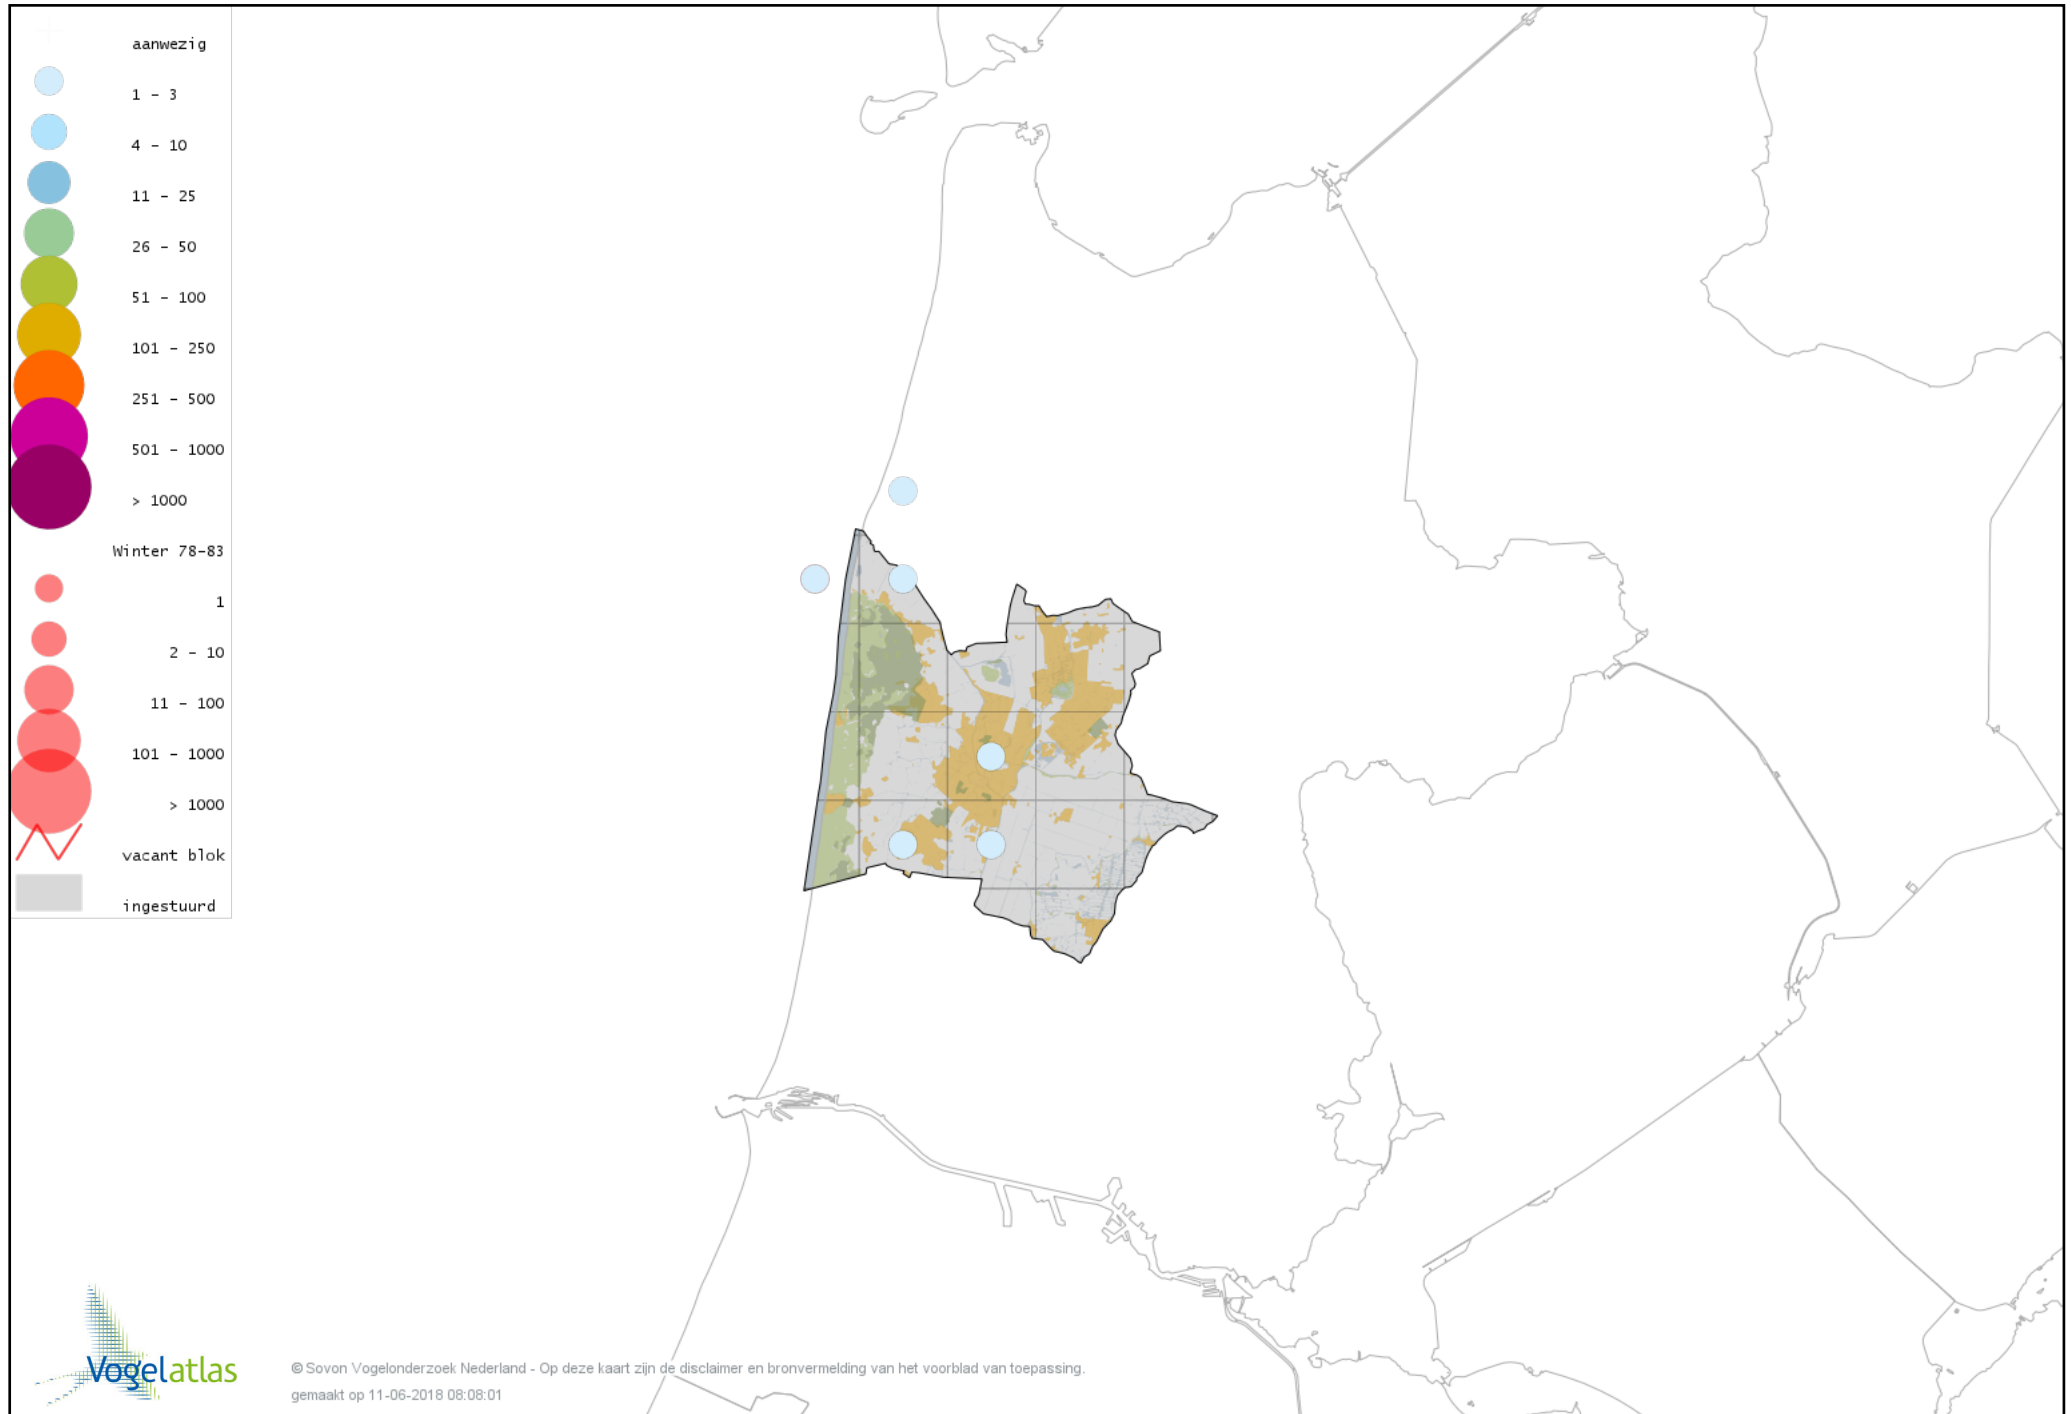 aanwezig
1 - 3
4 - 10
11 - 25
26 - 50
51 - 100
101 - 250
251 - 500
501 - 1000
> 1000
Winter 78-83
1
2 - 10
11 - 100
101 - 1000
> 1000
vacant blok
ingestuurd
Vogelatlas
© Sovon Vogelonderzoek Nederland - Op deze kaart zijn de disclaimer en bronvermelding van het voorblad van toepassing.
gemaakt op 11-06-2018 08:08:01